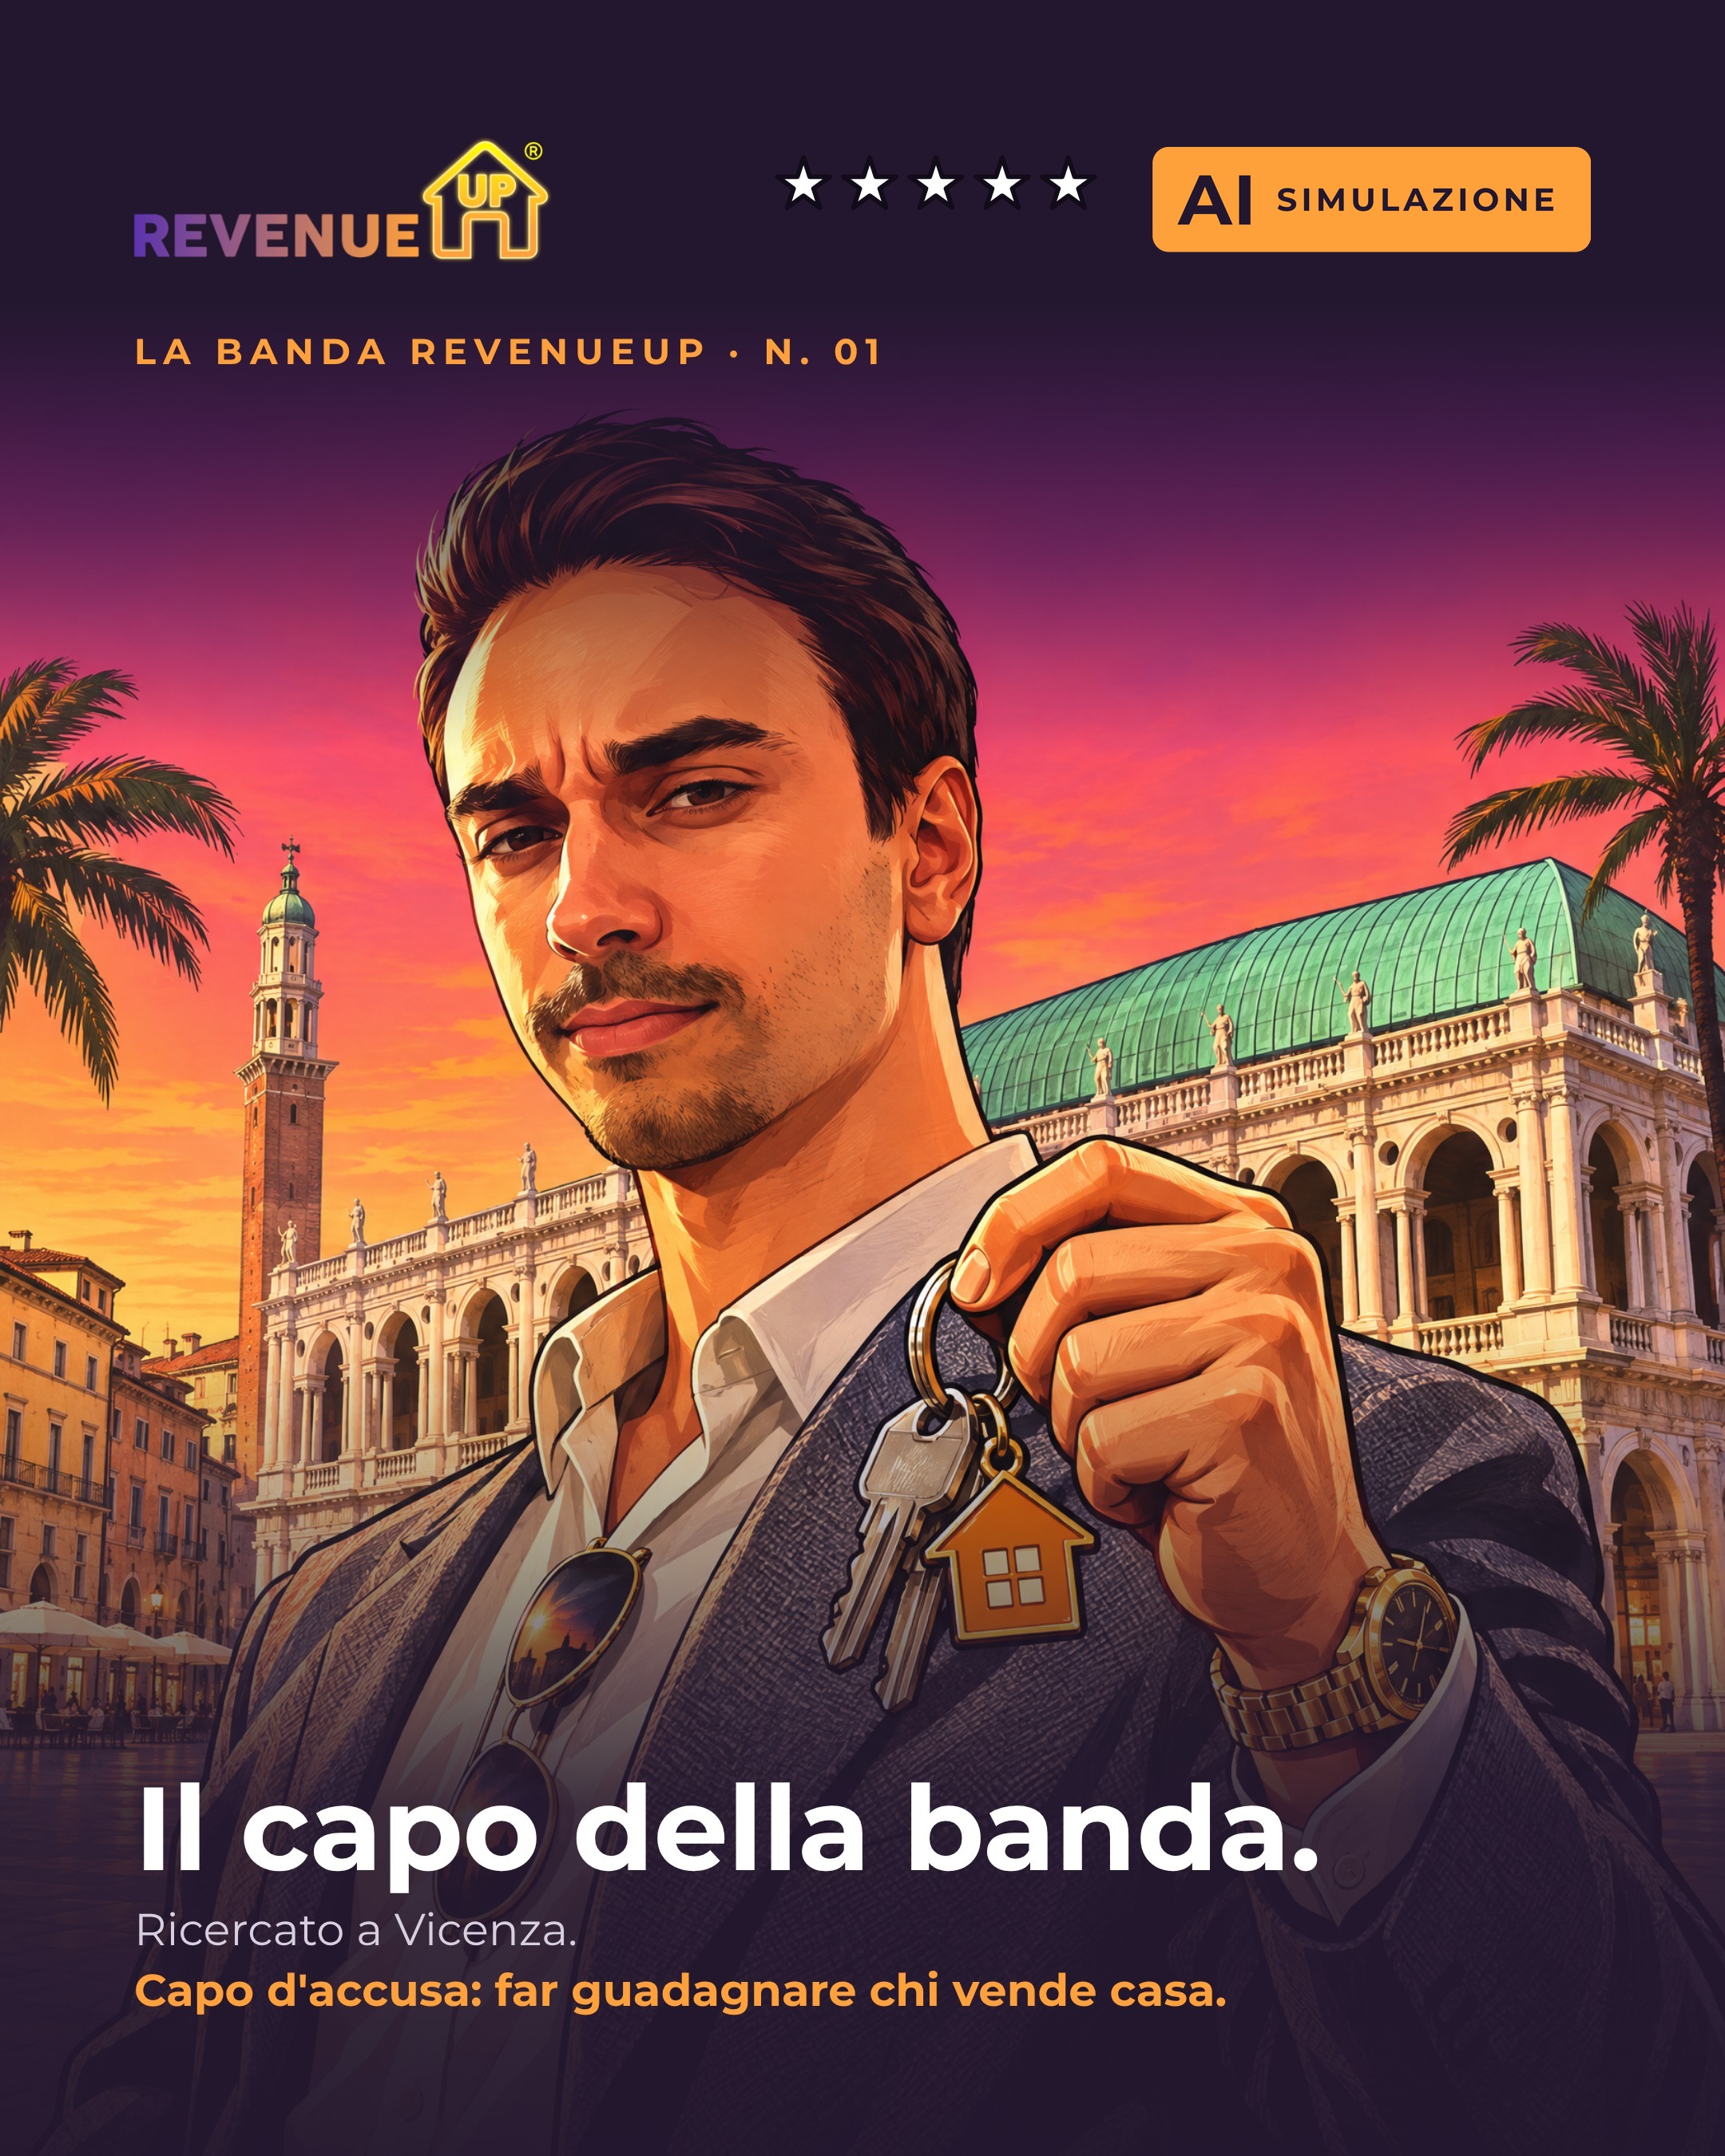 REVENUE UP ®
AI SIMULAZIONE
LA BANDA REVENUEUP · N. 01
Il capo della banda.
Ricercato a Vicenza.
Capo d'accusa: far guadagnare chi vende casa.